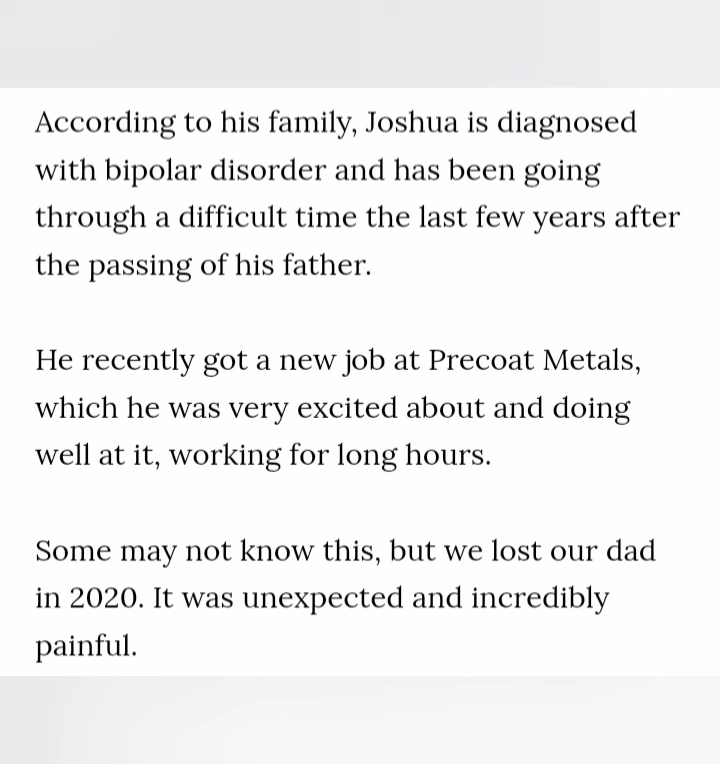 According to his family, Joshua is diagnosed
with bipolar disorder and has been going
through a difficult time the last few years after
the passing of his father.
He recently got a new job at Precoat Metals,
which he was very excited about and doing
well at it, working for long hours.
Some may not know this, but we lost our dad
in 2020. It was unexpected and incredibly
painful.